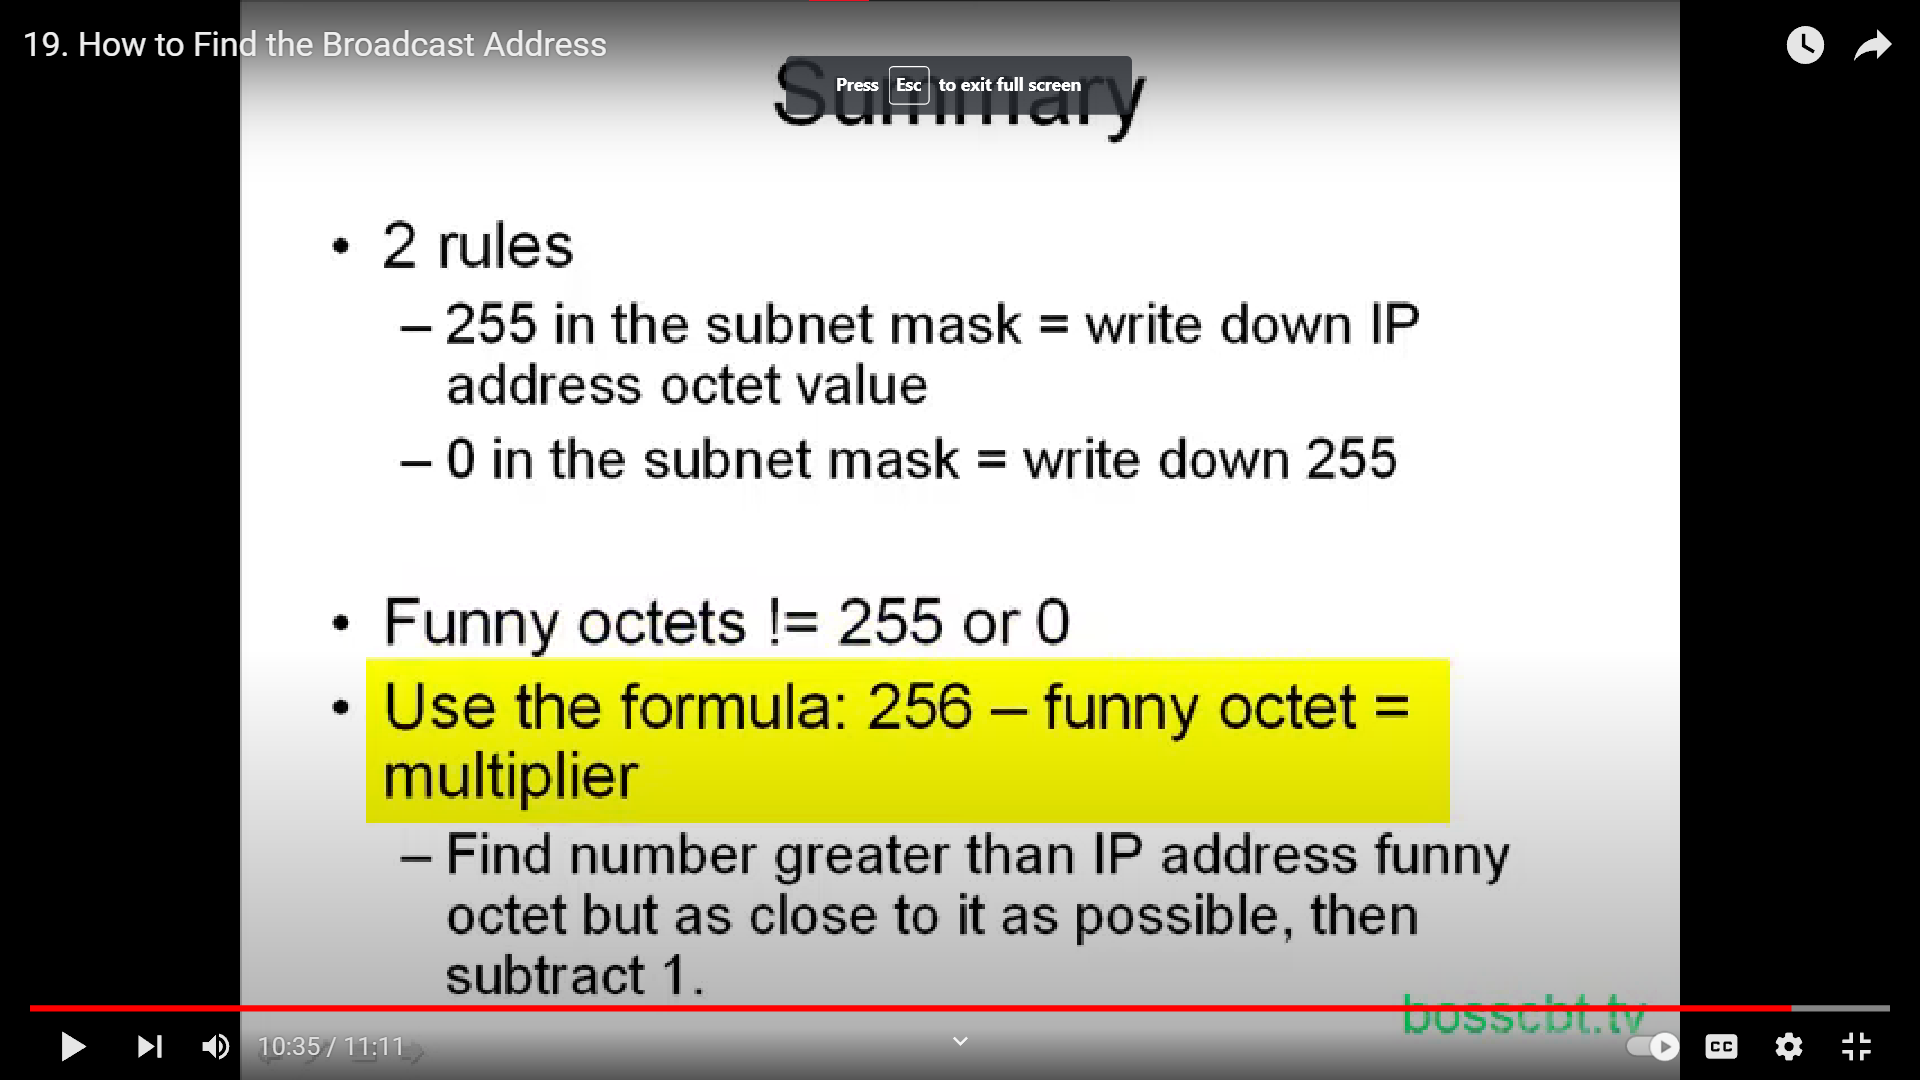 19. How to Find the Broadcast Address
Press Esc to exit full screen
Summary
• 2 rules
– 255 in the subnet mask = write down IP
address octet value
– 0 in the subnet mask = write down 255
• Funny octets != 255 or 0
• Use the formula: 256 – funny octet =
multiplier
– Find number greater than IP address funny
octet but as close to it as possible, then
subtract 1.
bosscbt.tv
10:35 / 11:11
CC